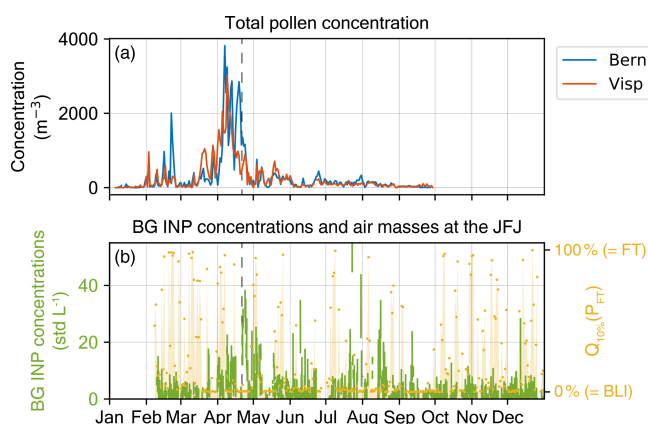 Total pollen concentration
(a)
4000
2000
0
Concentration
(m⁻³)
Bern
Visp
BG INP concentrations and air masses at the JFJ
(b)
40
20
0
BG INP concentrations
(std L⁻¹)
100% (= FT)
0% (= BLI)
Q10%(PFT)
Jan Feb Mar Apr May Jun Jul Aug Sep Oct Nov Dec